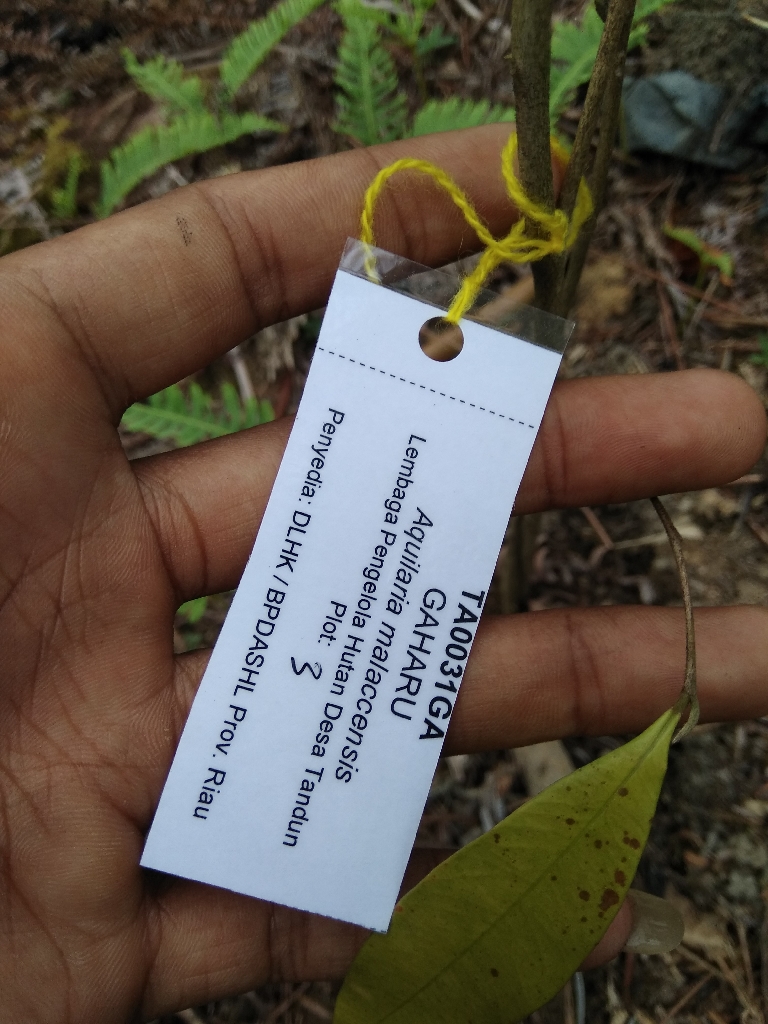 TA0031GA
GAHARU
Aquilaria malaccensis
Lembaga Pengelola Hutan Desa Tandun
Plot: 3
Penyedia: DLHK / BPDASHL Prov. Riau